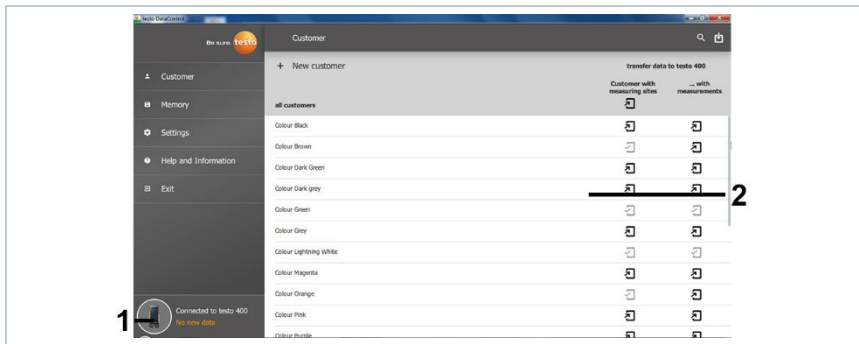 testo DataControl
Be sure. testo
Customer
+ New customer
transfer data to testo 400
Customer with measuring sites
... with measurements
all customers
Customer
Memory
Settings
Help and Information
Exit
Colour Black
Colour Brown
Colour Dark Green
Colour Dark grey
Colour Green
Colour Grey
Colour Lightning White
Colour Magenta
Colour Orange
Colour Pink
Colour Purple
Connected to testo 400
No new data
1
2